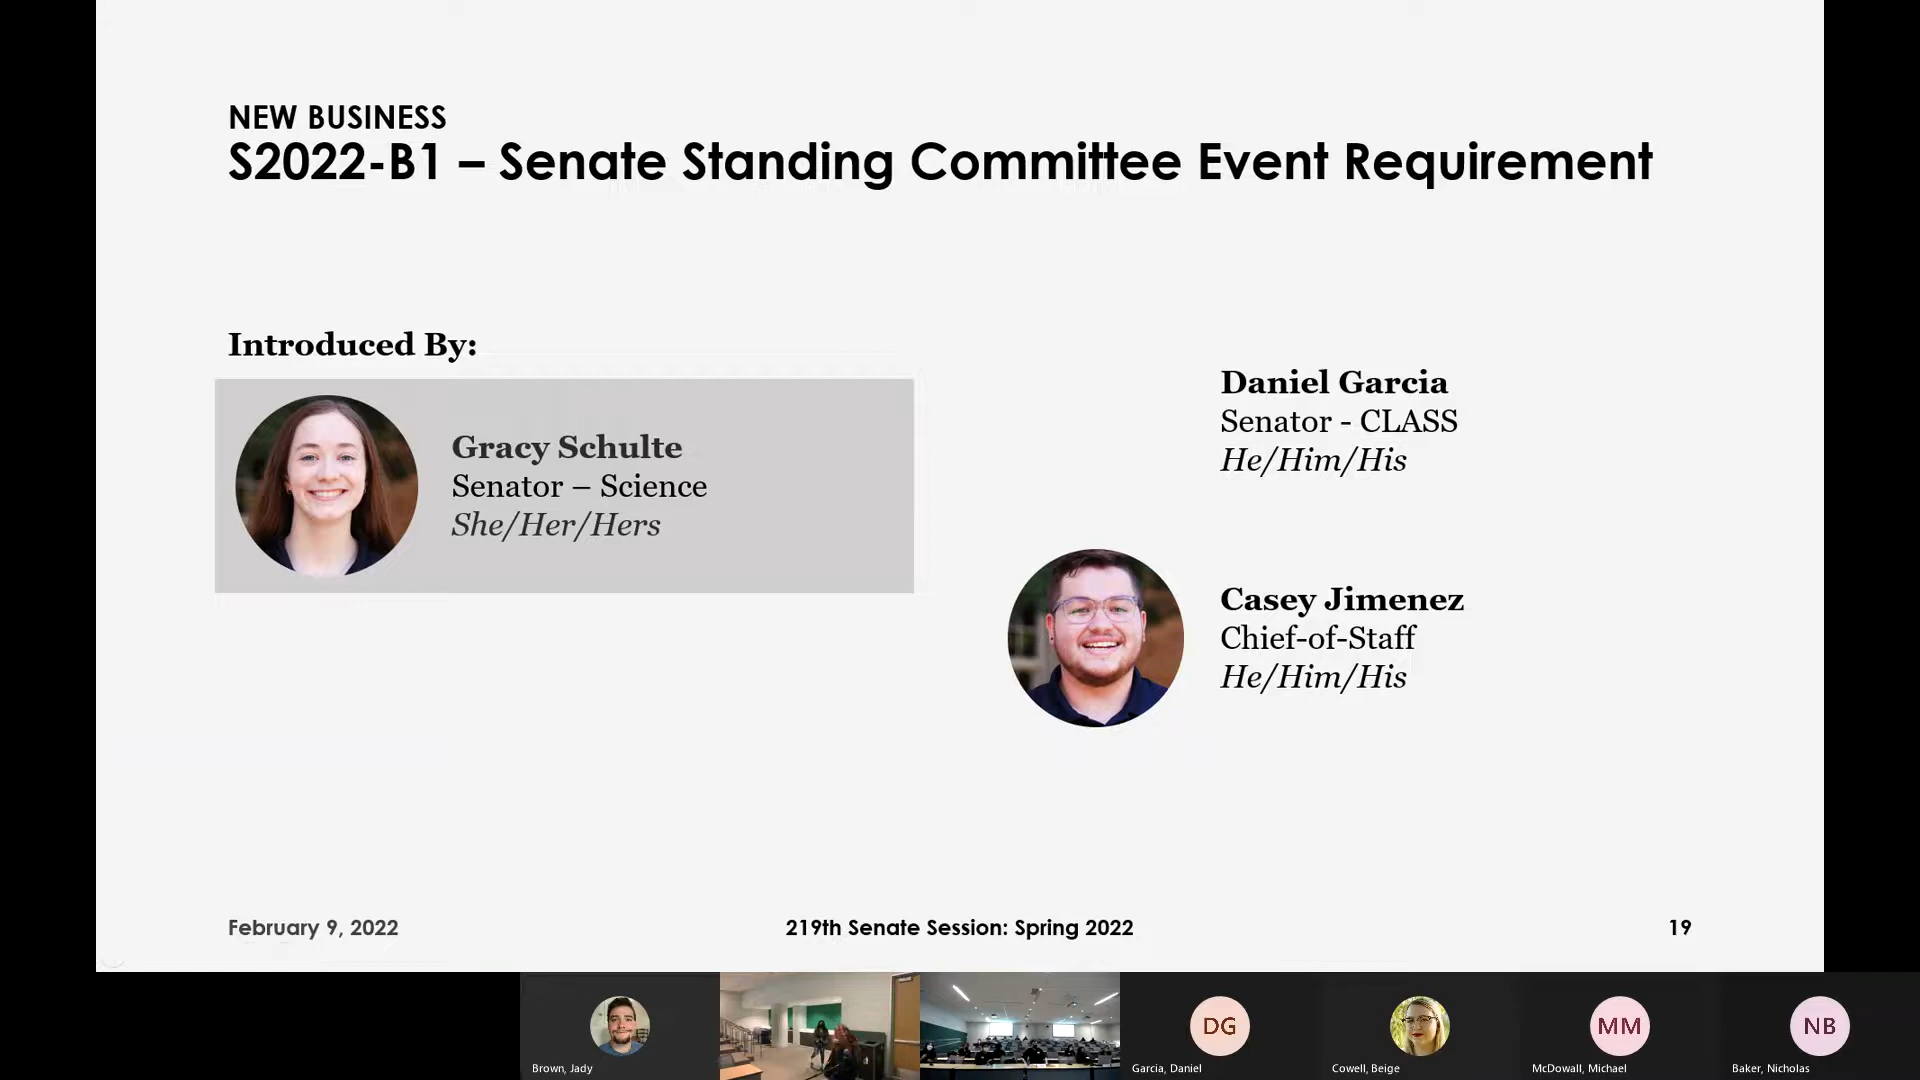 NEW BUSINESS
S2022-B1 – Senate Standing Committee Event Requirement
Introduced By:
Gracy Schulte
Senator – Science
She/Her/Hers
Daniel Garcia
Senator - CLASS
He/Him/His
Casey Jimenez
Chief-of-Staff
He/Him/His
February 9, 2022
219th Senate Session: Spring 2022
19
DG
MM
NB
Brown, Jady
Garcia, Daniel
Cowell, Beige
McDowall, Michael
Baker, Nicholas